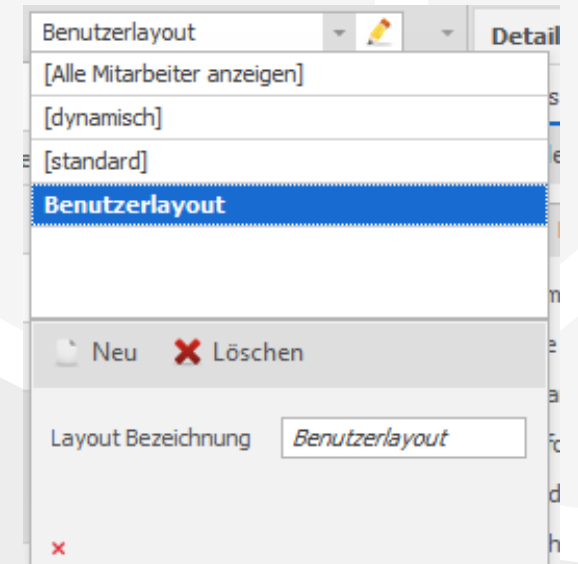 Benutzerlayout
Detail
[Alle Mitarbeiter anzeigen]
[dynamisch]
[standard]
Benutzerlayout
Neu Löschen
Layout Bezeichnung Benutzerlayout